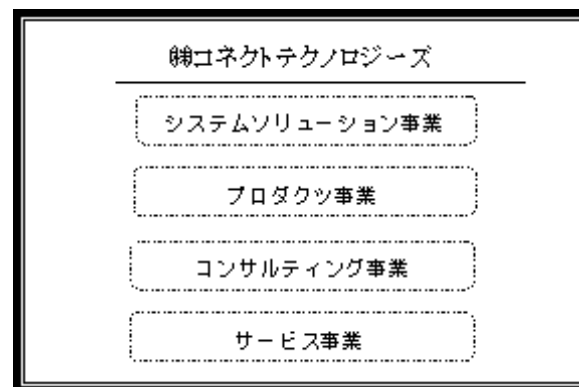 ㈱コネクトテクノロジーズ
システムソリューション事業
プロダクツ事業
コンサルティング事業
サービス事業